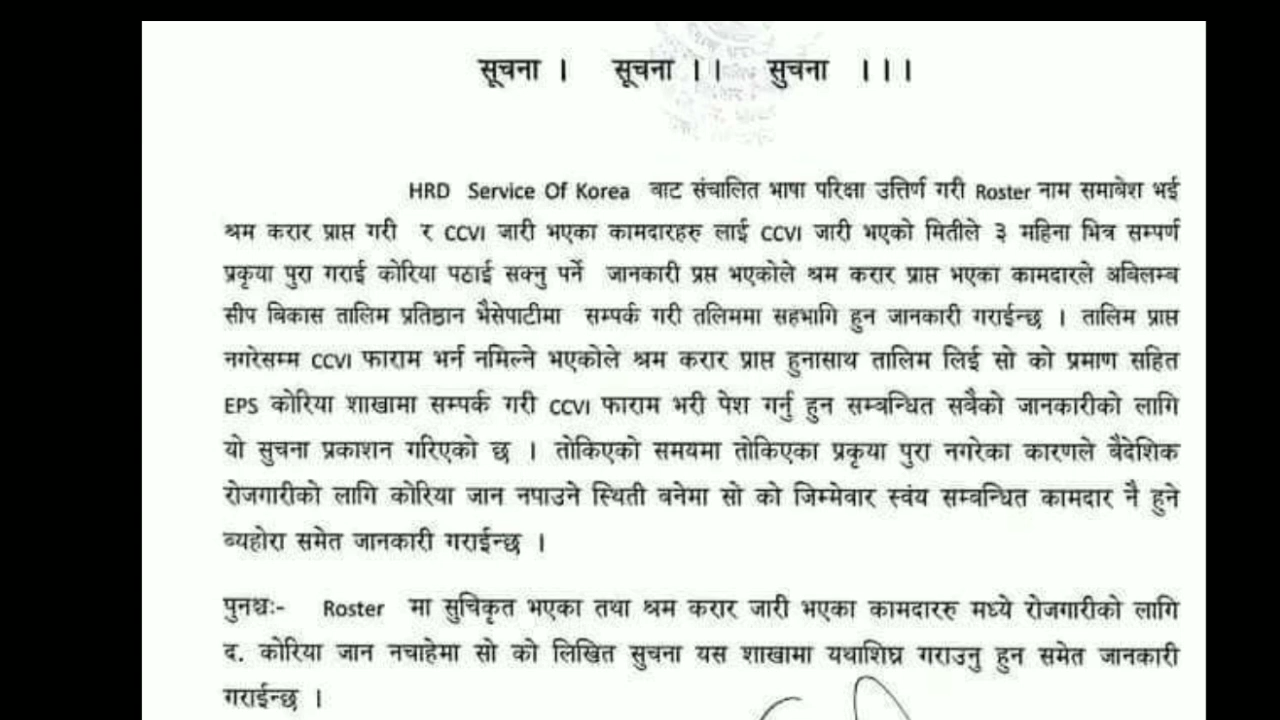 सूचना । सूचना ।। सुचना ।।।
HRD Service Of Korea बाट संचालित भाषा परिक्षा उत्तिर्ण गरी Roster नाम समाबेश भई
श्रम करार प्राप्त गरी र CCVI जारी भएका कामदारहरु लाई CCVI जारी भएको मितीले ३ महिना भित्र सम्पर्ण
प्रकृया पुरा गराई कोरिया पठाई सक्नु पर्ने जानकारी प्रप्त भएकोले श्रम करार प्राप्त भएका कामदारले अबिलम्ब
सीप बिकास तालिम प्रतिष्ठान भैसेपाटीमा सम्पर्क गरी तलिममा सहभागि हुन जानकारी गराईन्छ । तालिम प्राप्त
नगरेसम्म CCVI फाराम भर्न नमिल्ने भएकोले श्रम करार प्राप्त हुनासाथ तालिम लिई सो को प्रमाण सहित
EPS कोरिया शाखामा सम्पर्क गरी CCVI फाराम भरी पेश गर्नु हुन सम्बन्धित सबैको जानकारीको लागि
यो सुचना प्रकाशन गरिएको छ । तोकिएको समयमा तोकिएका प्रकृया पुरा नगरेका कारणले बैदेशिक
रोजगारीको लागि कोरिया जान नपाउने स्थिती बनेमा सो को जिम्मेवार स्वंय सम्बन्धित कामदार नै हुने
ब्यहोरा समेत जानकारी गराईन्छ ।
पुनश्चः- Roster मा सुचिकृत भएका तथा श्रम करार जारी भएका कामदाररु मध्ये रोजगारीको लागि
द. कोरिया जान नचाहेमा सो को लिखित सुचना यस शाखामा यथाशिघ्र गराउनु हुन समेत जानकारी
गराईन्छ ।